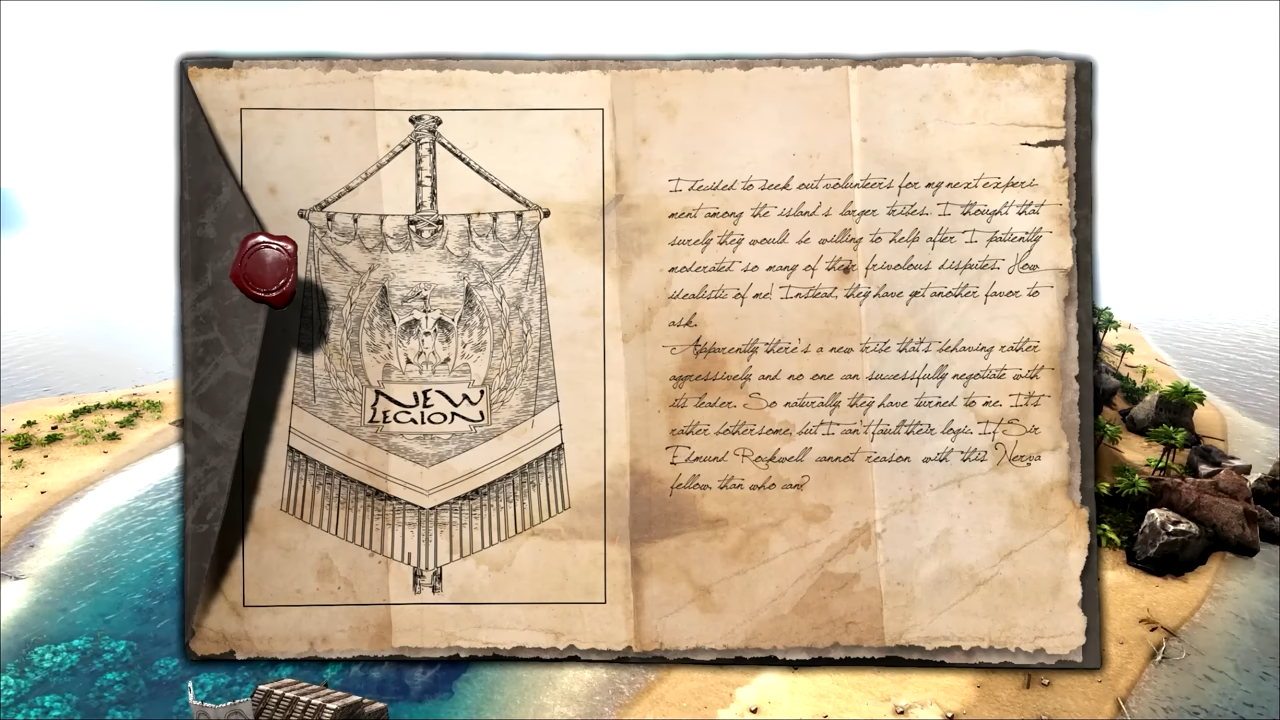 NEW
LEGION
I decided to seek out volunteers for my next experi-
ment among the island's larger tribes. I thought that
surely they would be willing to help after I patiently
moderated so many of their frivolous disputes. How
idealistic of me! Instead, they have yet another favor to
ask.
Apparently, there's a new tribe that's behaving rather
aggressively, and no one can successfully negotiate with
its leader. So naturally, they have turned to me. It's
rather bothersome, but I can't fault their logic. If Sir
Edmund Rockwell cannot reason with this Nerva
fellow, than who can?